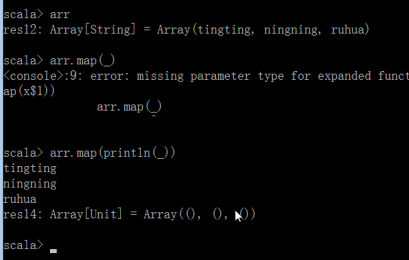 scala> arr
res12: Array[String] = Array(tingting, ningning, ruhua)
scala> arr.map(_)
<console>:9: error: missing parameter type for expanded funct
ap(x$1))
arr.map(_)
^
scala> arr.map(println(_))
tingting
ningning
ruhua
res14: Array[Unit] = Array((), (), ())
scala>